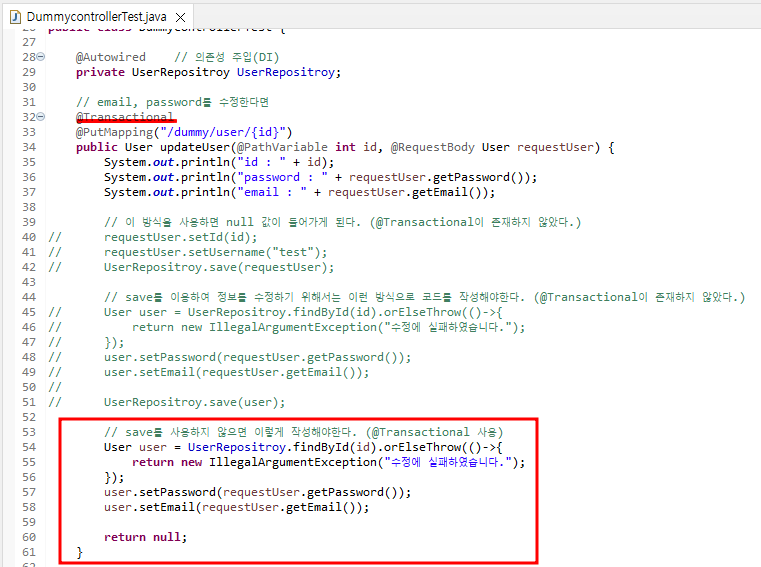 DummycontrollerTest.java
27
28 @Autowired // 의존성 주입(DI)
29 private UserRepositroy UserRepositroy;
30
31 // email, password를 수정한다면
32 @Transactional
33 @PutMapping("/dummy/user/{id}")
34 public User updateUser(@PathVariable int id, @RequestBody User requestUser) {
35 System.out.println("id : " + id);
36 System.out.println("password : " + requestUser.getPassword());
37 System.out.println("email : " + requestUser.getEmail());
38
39 // 이 방식을 사용하면 null 값이 들어가게 된다. (@Transactional이 존재하지 않았다.)
40 // requestUser.setId(id);
41 // requestUser.setUsername("test");
42 // UserRepositroy.save(requestUser);
43
44 // save를 이용하여 정보를 수정하기 위해서는 이런 방식으로 코드를 작성해야한다. (@Transactional이 존재하지 않았다.)
45 // User user = UserRepositroy.findById(id).orElseThrow(()->{
46 // return new IllegalArgumentException("수정에 실패하였습니다.");
47 // });
48 // user.setPassword(requestUser.getPassword());
49 // user.setEmail(requestUser.getEmail());
50 //
51 // UserRepositroy.save(user);
52
53 // save를 사용하지 않으면 이렇게 작성해야한다. (@Transactional 사용)
54 User user = UserRepositroy.findById(id).orElseThrow(()->{
55 return new IllegalArgumentException("수정에 실패하였습니다.");
56 });
57 user.setPassword(requestUser.getPassword());
58 user.setEmail(requestUser.getEmail());
59
60 return null;
61 }